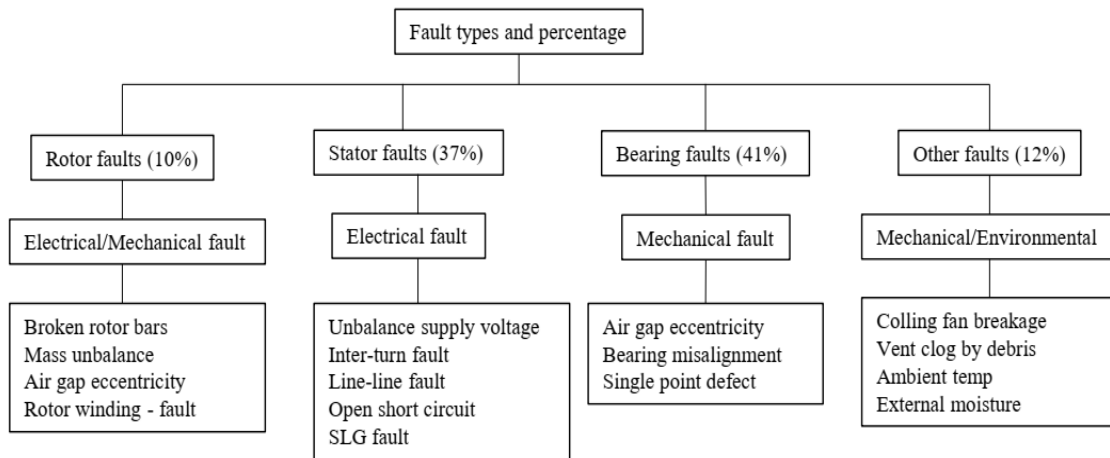 Fault types and percentage
Rotor faults (10%)
Stator faults (37%)
Bearing faults (41%)
Other faults (12%)
Electrical/Mechanical fault
Electrical fault
Mechanical fault
Mechanical/Environmental
Broken rotor bars
Mass unbalance
Air gap eccentricity
Rotor winding - fault
Unbalance supply voltage
Inter-turn fault
Line-line fault
Open short circuit
SLG fault
Air gap eccentricity
Bearing misalignment
Single point defect
Colling fan breakage
Vent clog by debris
Ambient temp
External moisture